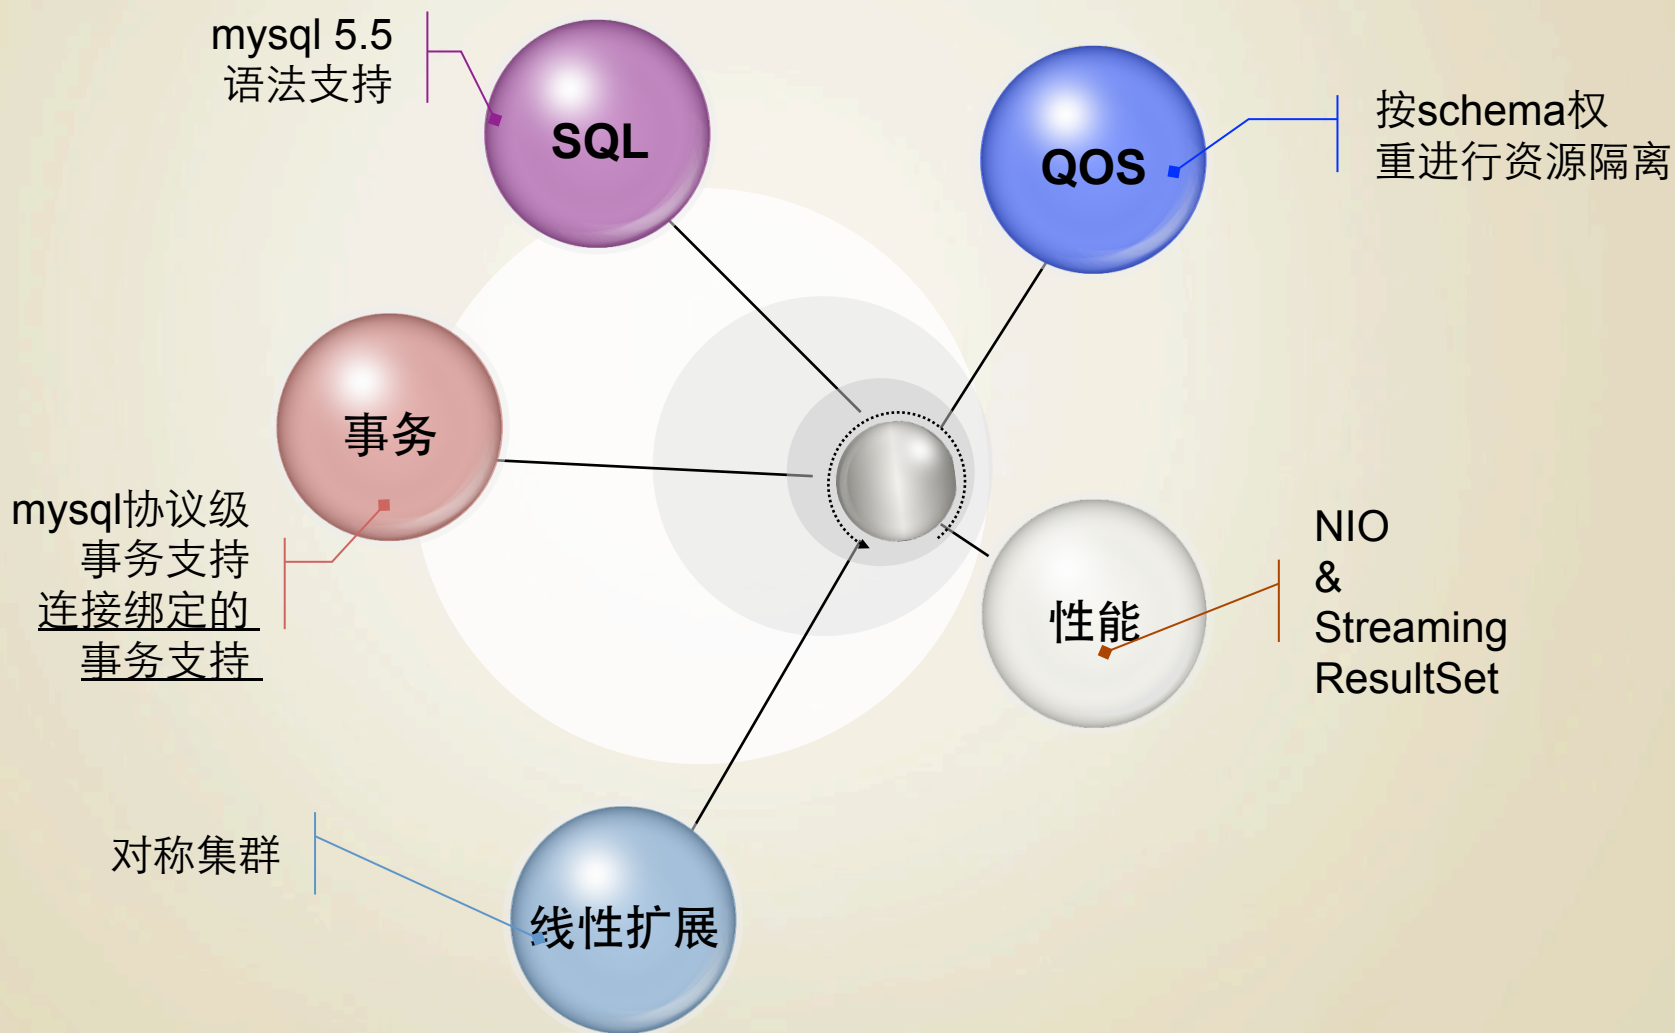 mysql 5.5
语法支持
SQL
QOS
按schema权
重进行资源隔离
事务
mysql协议级
事务支持
连接绑定的
事务支持
性能
NIO
&
Streaming
ResultSet
对称集群
线性扩展